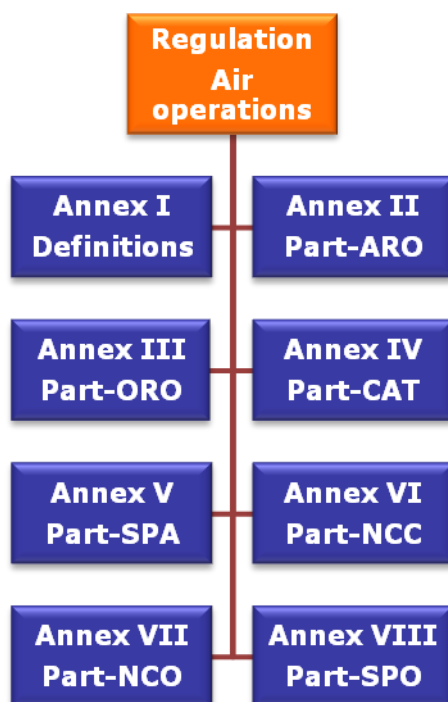 Regulation
Air
operations
Annex I
Definitions
Annex II
Part-ARO
Annex III
Part-ORO
Annex IV
Part-CAT
Annex V
Part-SPA
Annex VI
Part-NCC
Annex VII
Part-NCO
Annex VIII
Part-SPO